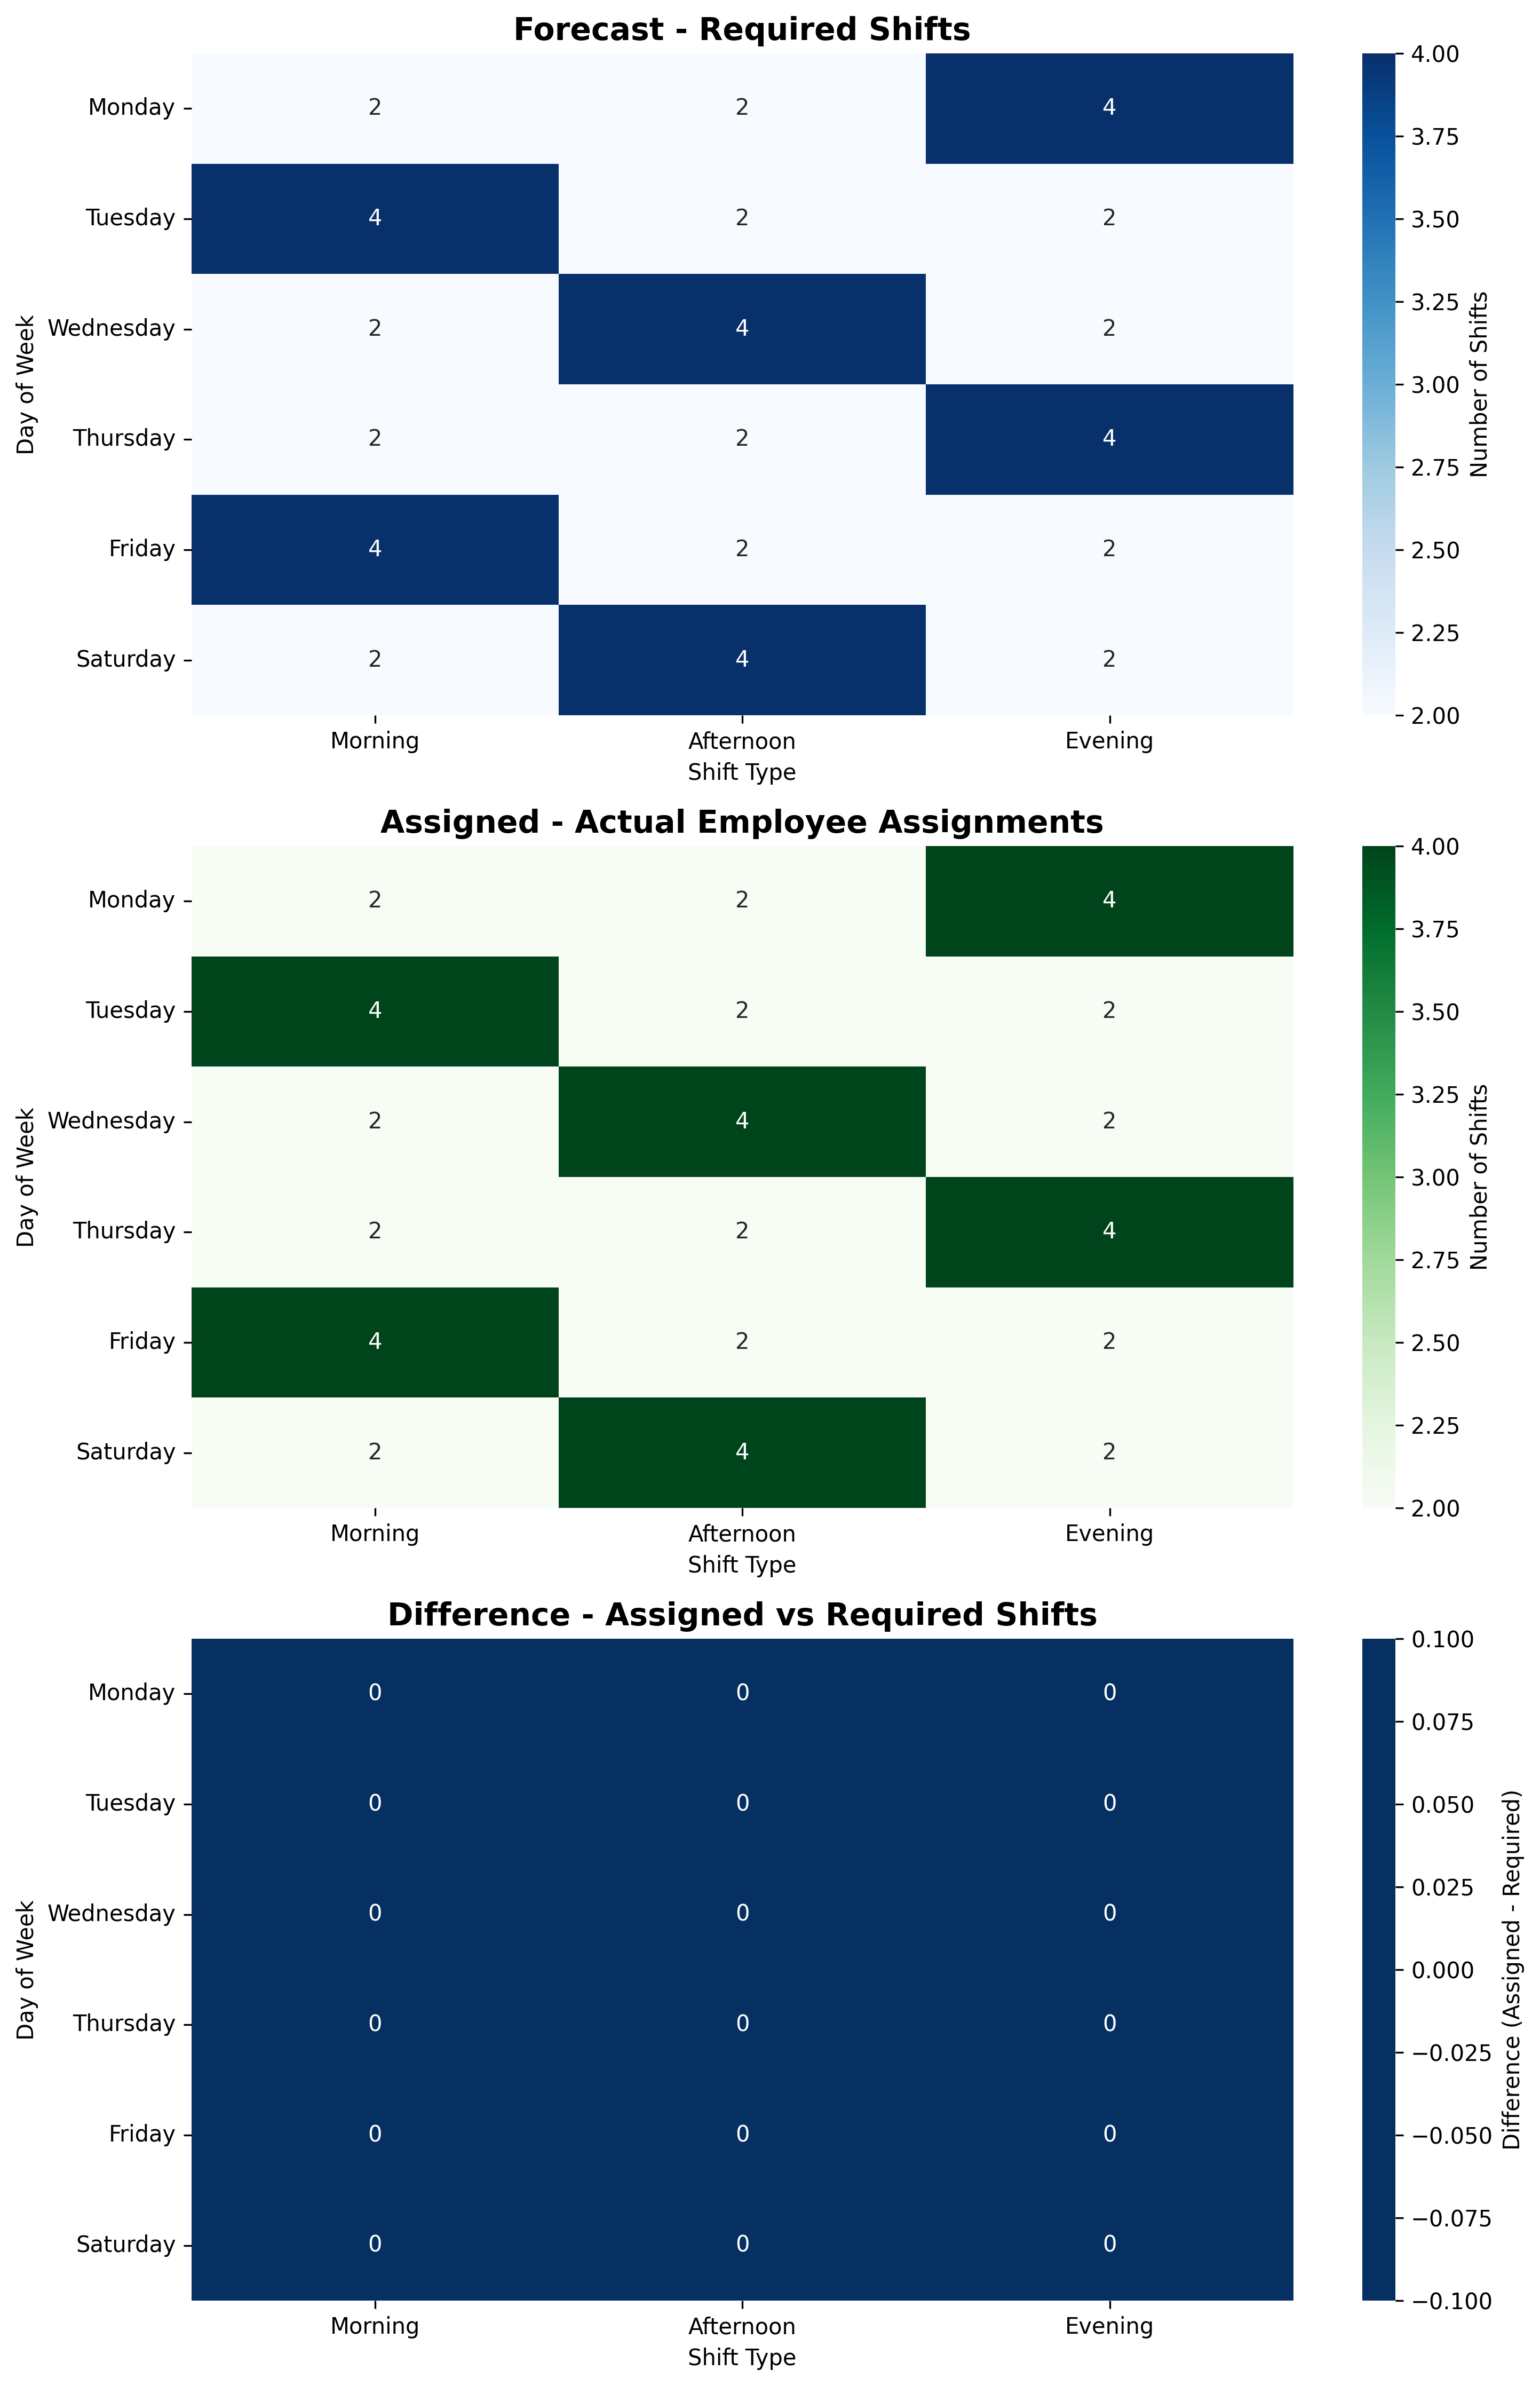 Forecast - Required Shifts
Monday 2 2 4
Tuesday 4 2 2
Wednesday 2 4 2
Thursday 2 2 4
Friday 4 2 2
Saturday 2 4 2
Morning Afternoon Evening
Shift Type
Day of Week
4.00
3.75
3.50
3.25
3.00
2.75
2.50
2.25
2.00
Number of Shifts
Assigned - Actual Employee Assignments
Monday 2 2 4
Tuesday 4 2 2
Wednesday 2 4 2
Thursday 2 2 4
Friday 4 2 2
Saturday 2 4 2
Morning Afternoon Evening
Shift Type
Day of Week
4.00
3.75
3.50
3.25
3.00
2.75
2.50
2.25
2.00
Number of Shifts
Difference - Assigned vs Required Shifts
Monday 0 0 0
Tuesday 0 0 0
Wednesday 0 0 0
Thursday 0 0 0
Friday 0 0 0
Saturday 0 0 0
Morning Afternoon Evening
Shift Type
Day of Week
0.100
0.075
0.050
0.025
0.000
−0.025
−0.050
−0.075
−0.100
Difference (Assigned - Required)